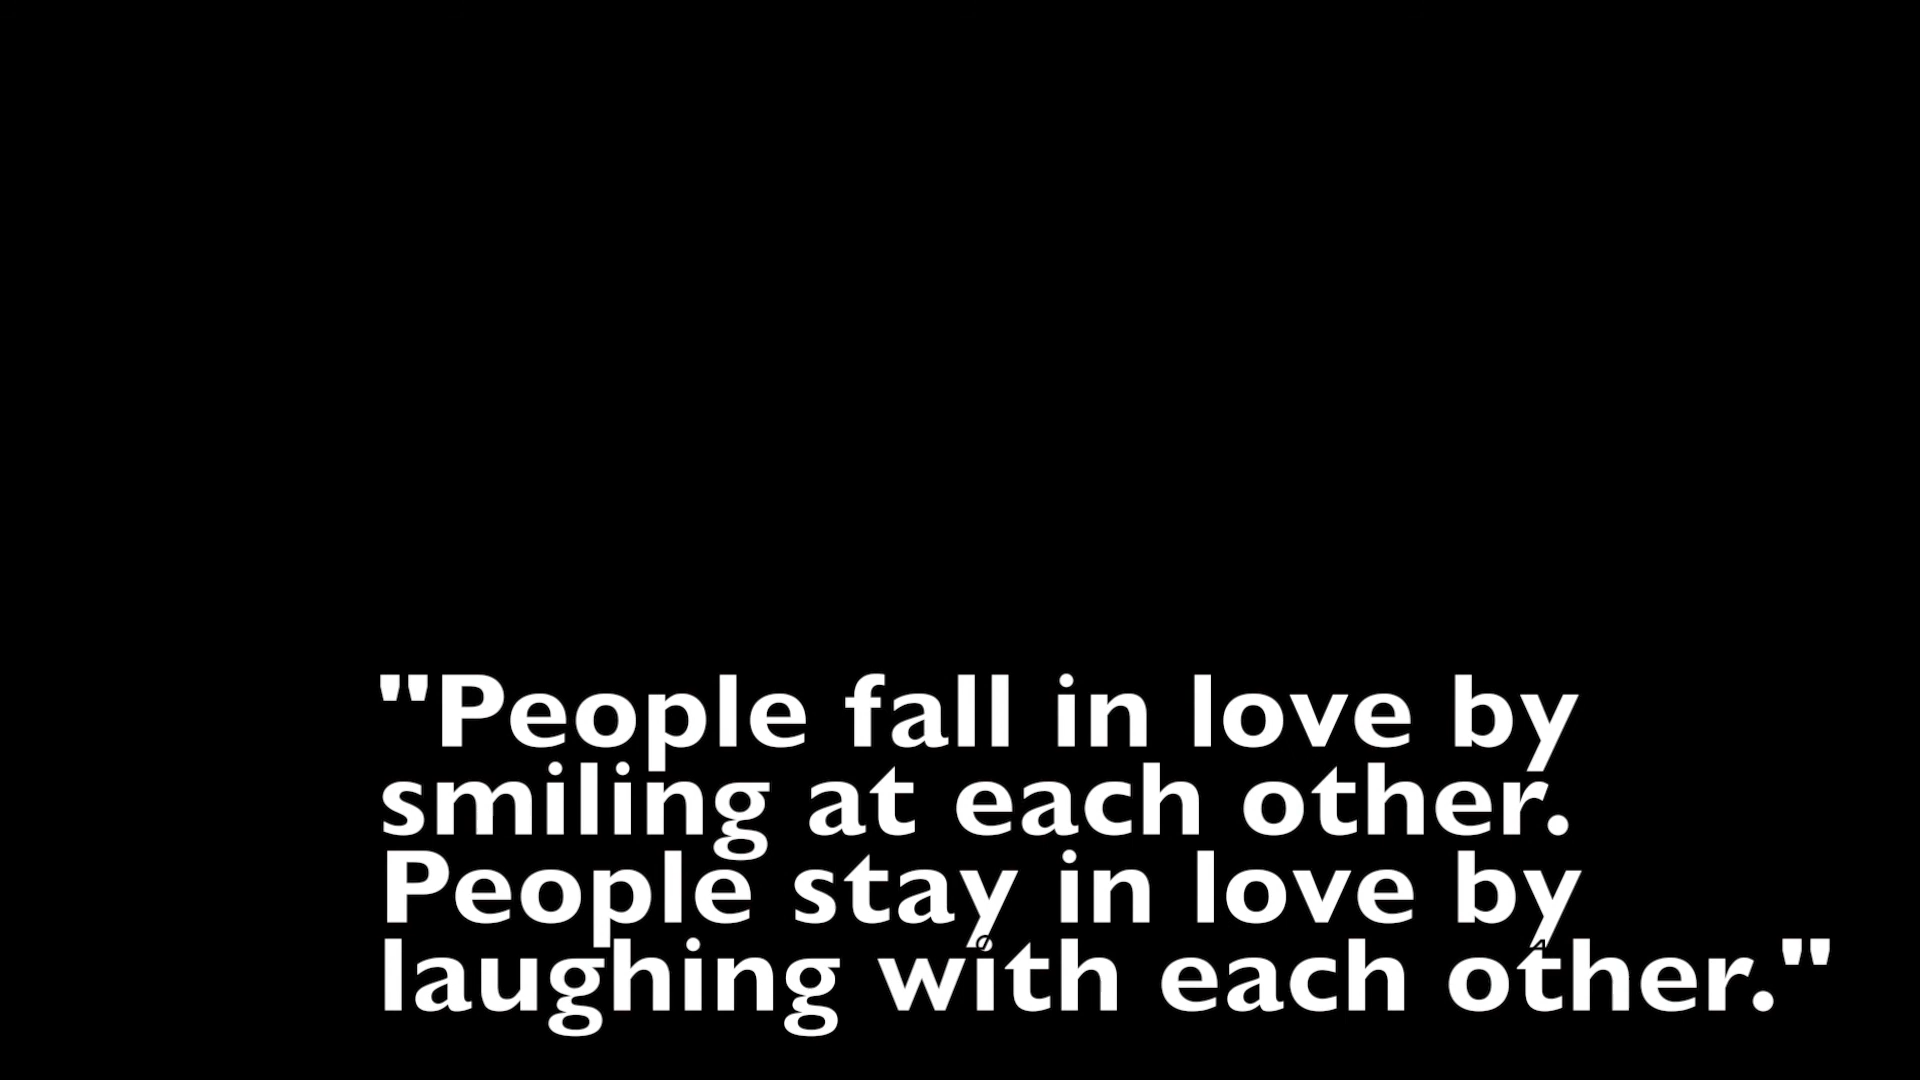 "People fall in love by
smiling at each other.
People stay in love by
laughing with each other."